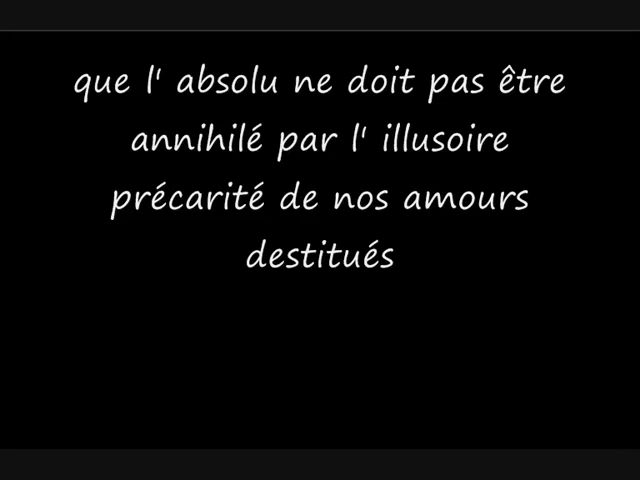 que l' absolu ne doit pas être
annihilé par l' illusoire
précarité de nos amours
destitués